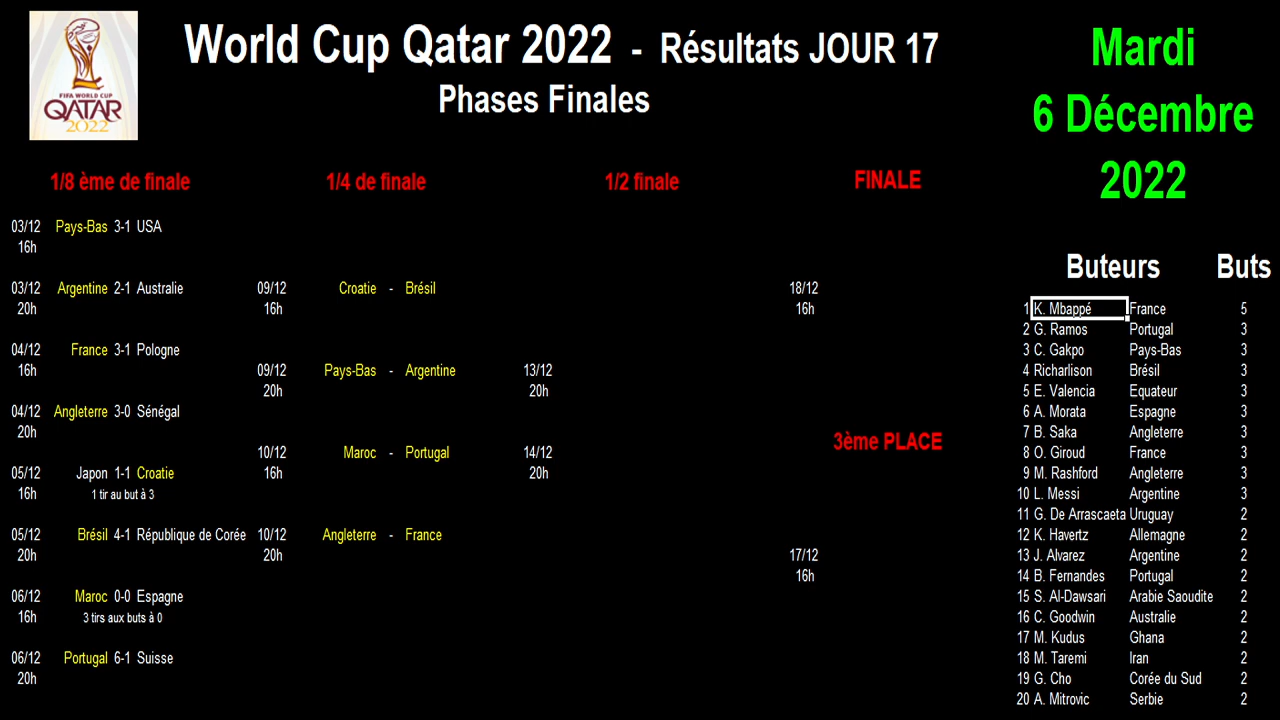 FIFA WORLD CUP
QATAR
2022
World Cup Qatar 2022 - Résultats JOUR 17
Phases Finales
Mardi
6 Décembre
2022
1/8 ème de finale
1/4 de finale
1/2 finale
FINALE
03/12 Pays-Bas 3-1 USA
16h
03/12 Argentine 2-1 Australie
20h
04/12 France 3-1 Pologne
16h
04/12 Angleterre 3-0 Sénégal
20h
05/12 Japon 1-1 Croatie
16h 1 tir au but à 3
05/12 Brésil 4-1 République de Corée
20h
06/12 Maroc 0-0 Espagne
16h 3 tirs aux buts à 0
06/12 Portugal 6-1 Suisse
20h
09/12 Croatie - Brésil
16h
09/12 Pays-Bas - Argentine
20h
10/12 Maroc - Portugal
16h
10/12 Angleterre - France
20h
13/12
20h
14/12
20h
18/12
16h
3ème PLACE
17/12
16h
Buteurs Buts
1 K. Mbappé France 5
2 G. Ramos Portugal 3
3 C. Gakpo Pays-Bas 3
4 Richarlison Brésil 3
5 E. Valencia Equateur 3
6 A. Morata Espagne 3
7 B. Saka Angleterre 3
8 O. Giroud France 3
9 M. Rashford Angleterre 3
10 L. Messi Argentine 3
11 G. De Arrascaeta Uruguay 2
12 K. Havertz Allemagne 2
13 J. Alvarez Argentine 2
14 B. Fernandes Portugal 2
15 S. Al-Dawsari Arabie Saoudite 2
16 C. Goodwin Australie 2
17 M. Kudus Ghana 2
18 M. Taremi Iran 2
19 G. Cho Corée du Sud 2
20 A. Mitrovic Serbie 2